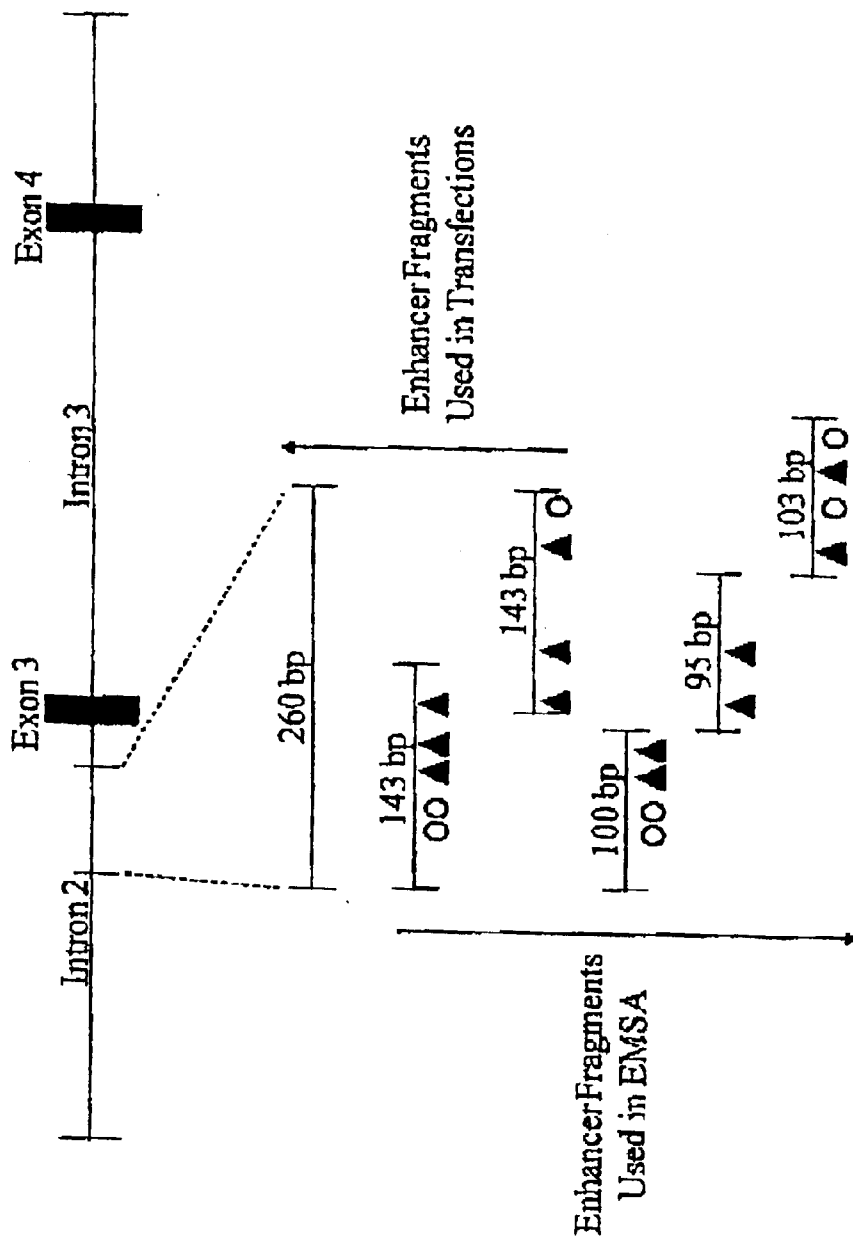 Exon 4
Exon 3
Intron 3
Intron 2
260 bp
Enhancer Fragments
Used in Transfections
143 bp
143 bp
100 bp
95 bp
103 bp
Enhancer Fragments
Used in EMSA